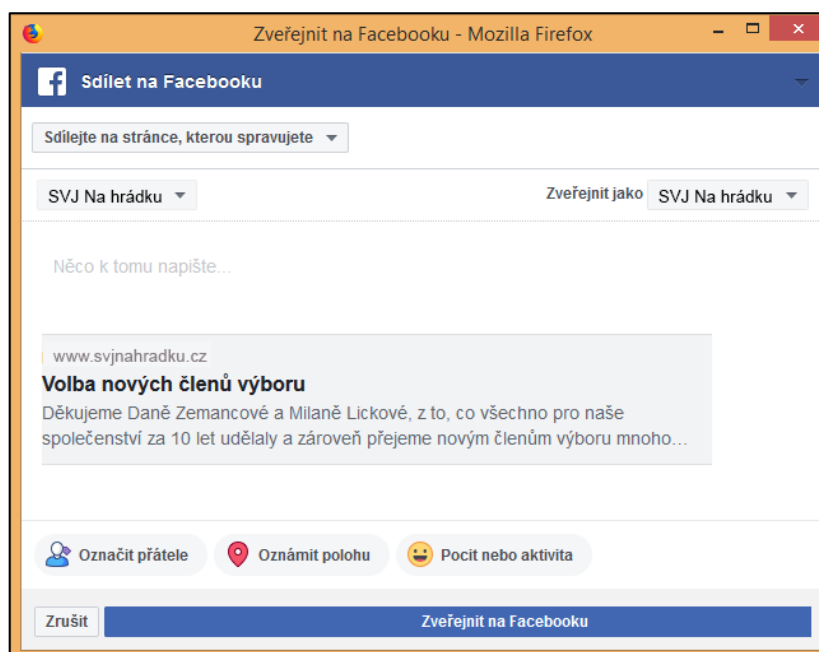 Zveřejnit na Facebooku - Mozilla Firefox
Sdílet na Facebooku
Sdílejte na stránce, kterou spravujete
SVJ Na hrádku Zveřejnit jako SVJ Na hrádku
Něco k tomu napište...
www.svjnahradku.cz
Volba nových členů výboru
Děkujeme Daně Zemancové a Milaně Lickové, z to, co všechno pro naše
společenství za 10 let udělaly a zároveň přejeme novým členům výboru mnoho...
Označit přátele Oznámit polohu Pocit nebo aktivita
Zrušit Zveřejnit na Facebooku